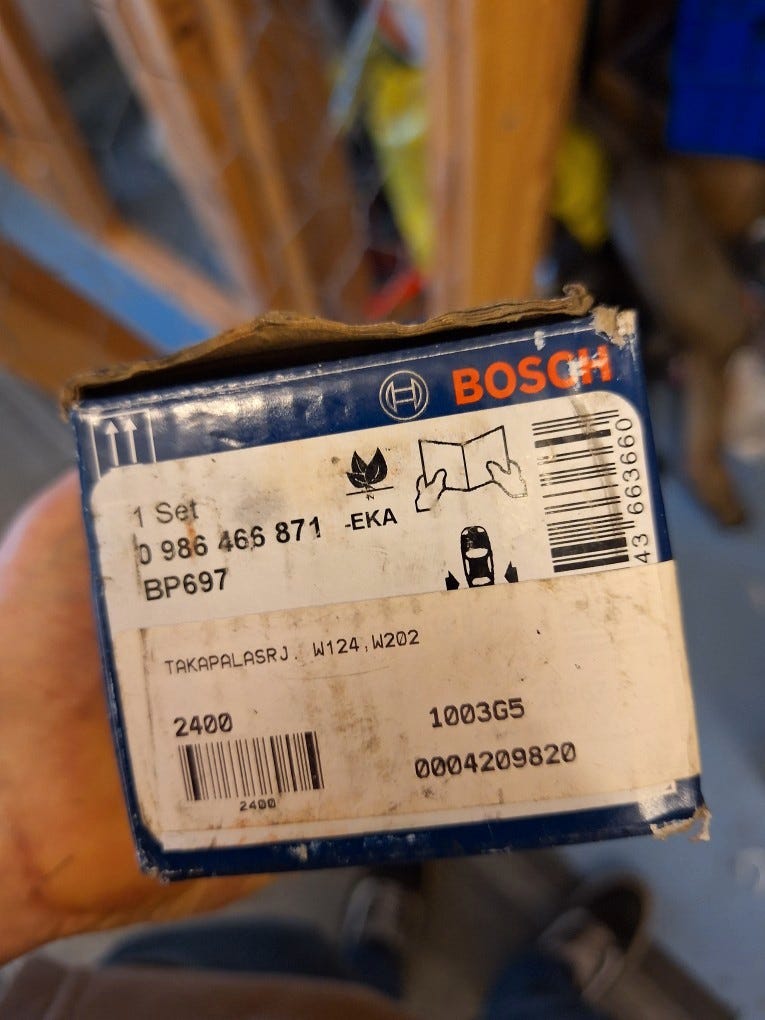 BOSCH
1 Set
0 986 466 871 -EKA
BP697
43 663660
TAKAPALASRJ. W124,W202
2400
1003G5
0004209820
2400